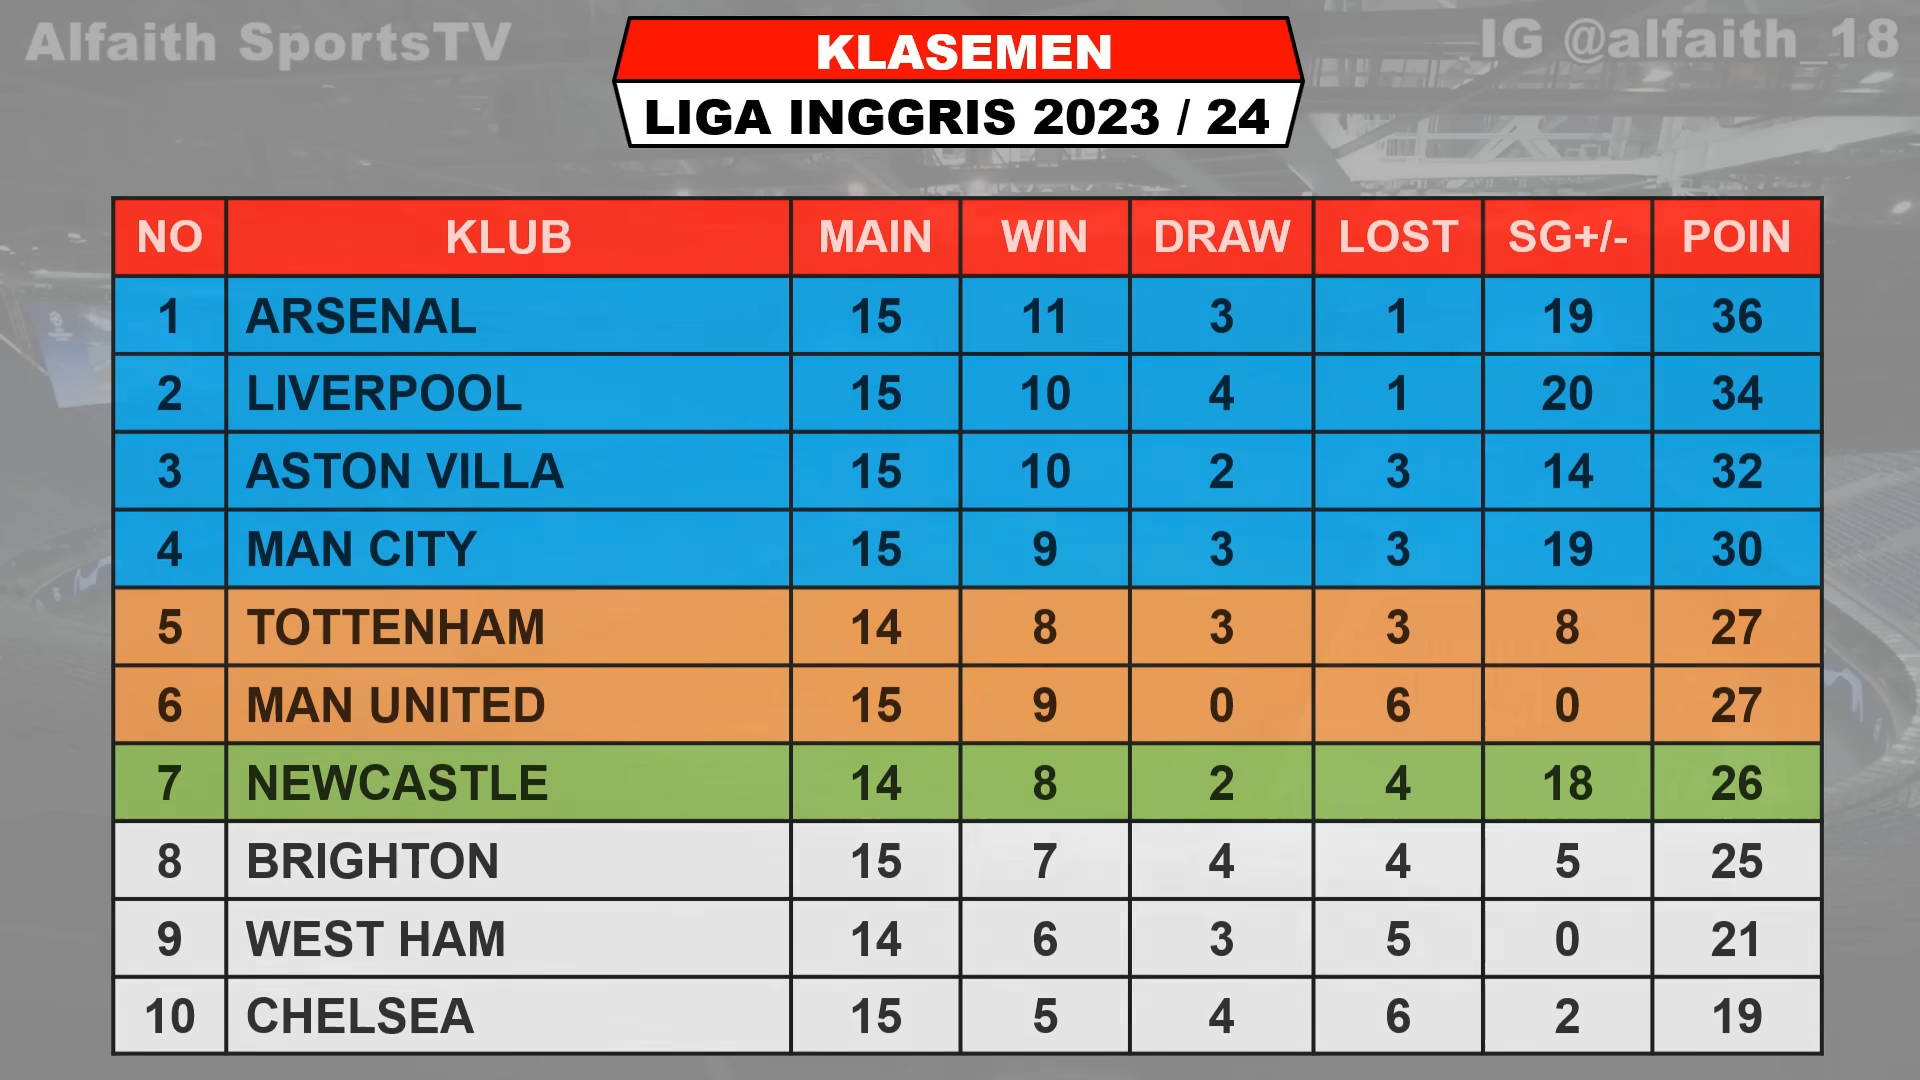 Alfaith SportsTV
KLASEMEN
LIGA INGGRIS 2023 / 24
IG @alfaith_18
NO KLUB MAIN WIN DRAW LOST SG+/- POIN
1 ARSENAL 15 11 3 1 19 36
2 LIVERPOOL 15 10 4 1 20 34
3 ASTON VILLA 15 10 2 3 14 32
4 MAN CITY 15 9 3 3 19 30
5 TOTTENHAM 14 8 3 3 8 27
6 MAN UNITED 15 9 0 6 0 27
7 NEWCASTLE 14 8 2 4 18 26
8 BRIGHTON 15 7 4 4 5 25
9 WEST HAM 14 6 3 5 0 21
10 CHELSEA 15 5 4 6 2 19